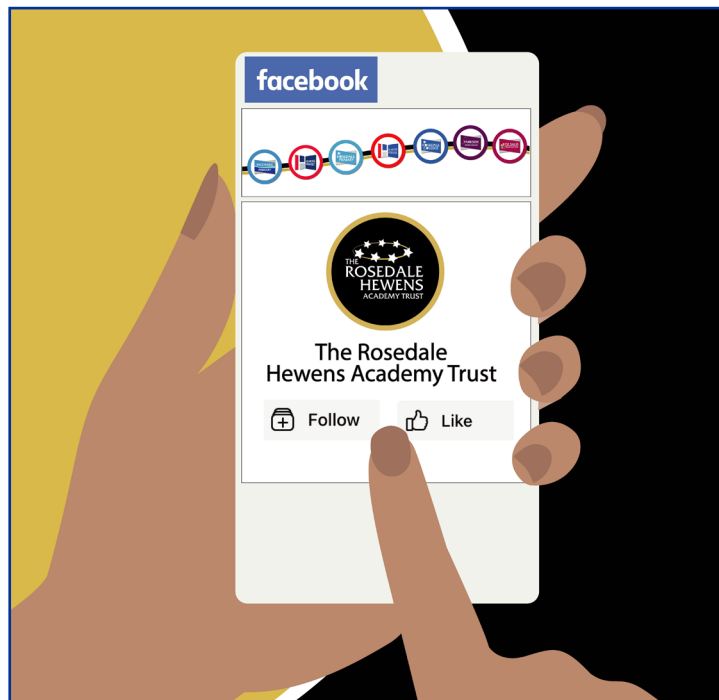 facebook
THE
ROSEDALE
HEWENS
ACADEMY TRUST
The Rosedale
Hewens Academy Trust
Follow
Like